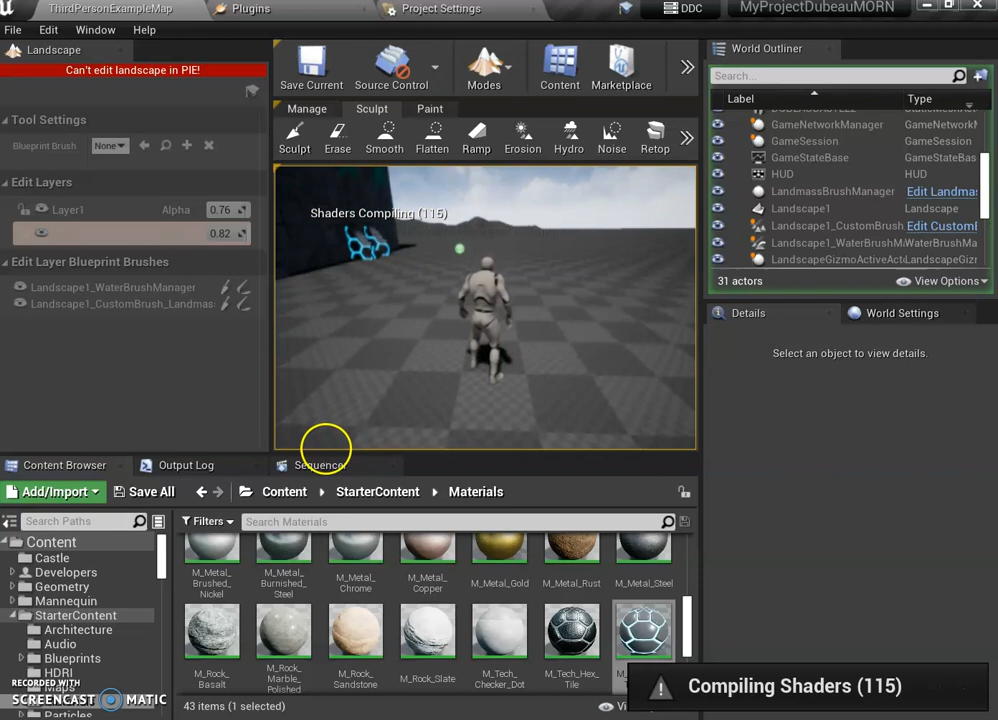 ThirdPersonExampleMap
Plugins
Project Settings
DDC
MyProjectDubeauMORN
File Edit Window Help
Landscape
Can't edit landscape in PIE!
Tool Settings
Blueprint Brush None
Edit Layers
Layer1 Alpha 0.76
0.82
Edit Layer Blueprint Brushes
Landscape1_WaterBrushManager
Landscape1_CustomBrush_Landmas
Save Current Source Control Modes Content Marketplace
Manage Sculpt Paint
Sculpt Erase Smooth Flatten Ramp Erosion Hydro Noise Retop
Shaders Compiling (115)
World Outliner
Search...
Label Type
GameNetworkManager GameNetworkM
GameSession GameSession
GameStateBase GameStateBas
HUD HUD
LandmassBrushManager Edit Landmas
Landscape1 Landscape
Landscape1_CustomBrush Edit Custom
Landscape1_WaterBrushMa WaterBrushMa
LandscapeGizmoActiveActo LandscapeGizm
31 actors View Options
Details World Settings
Select an object to view details.
Content Browser Output Log Sequencer
Add/Import Save All Content StarterContent Materials
Search Paths
Filters Search Materials
Content
Castle
Developers
Geometry
Mannequin
StarterContent
Architecture
Audio
Blueprints
HDRI
Maps
Particles
M_Metal_
Brushed_
Nickel
M_Metal_
Burnished_
Steel
M_Metal_
Chrome
M_Metal_
Copper
M_Metal_Gold
M_Metal_Rust
M_Metal_Steel
M_Rock_
Basalt
M_Rock_
Marble_
Polished
M_Rock_
Sandstone
M_Rock_Slate
M_Tech_
Checker_Dot
M_Tech_Hex_
Tile
43 items (1 selected)
RECORDED WITH
SCREENCAST MATIC
Compiling Shaders (115)